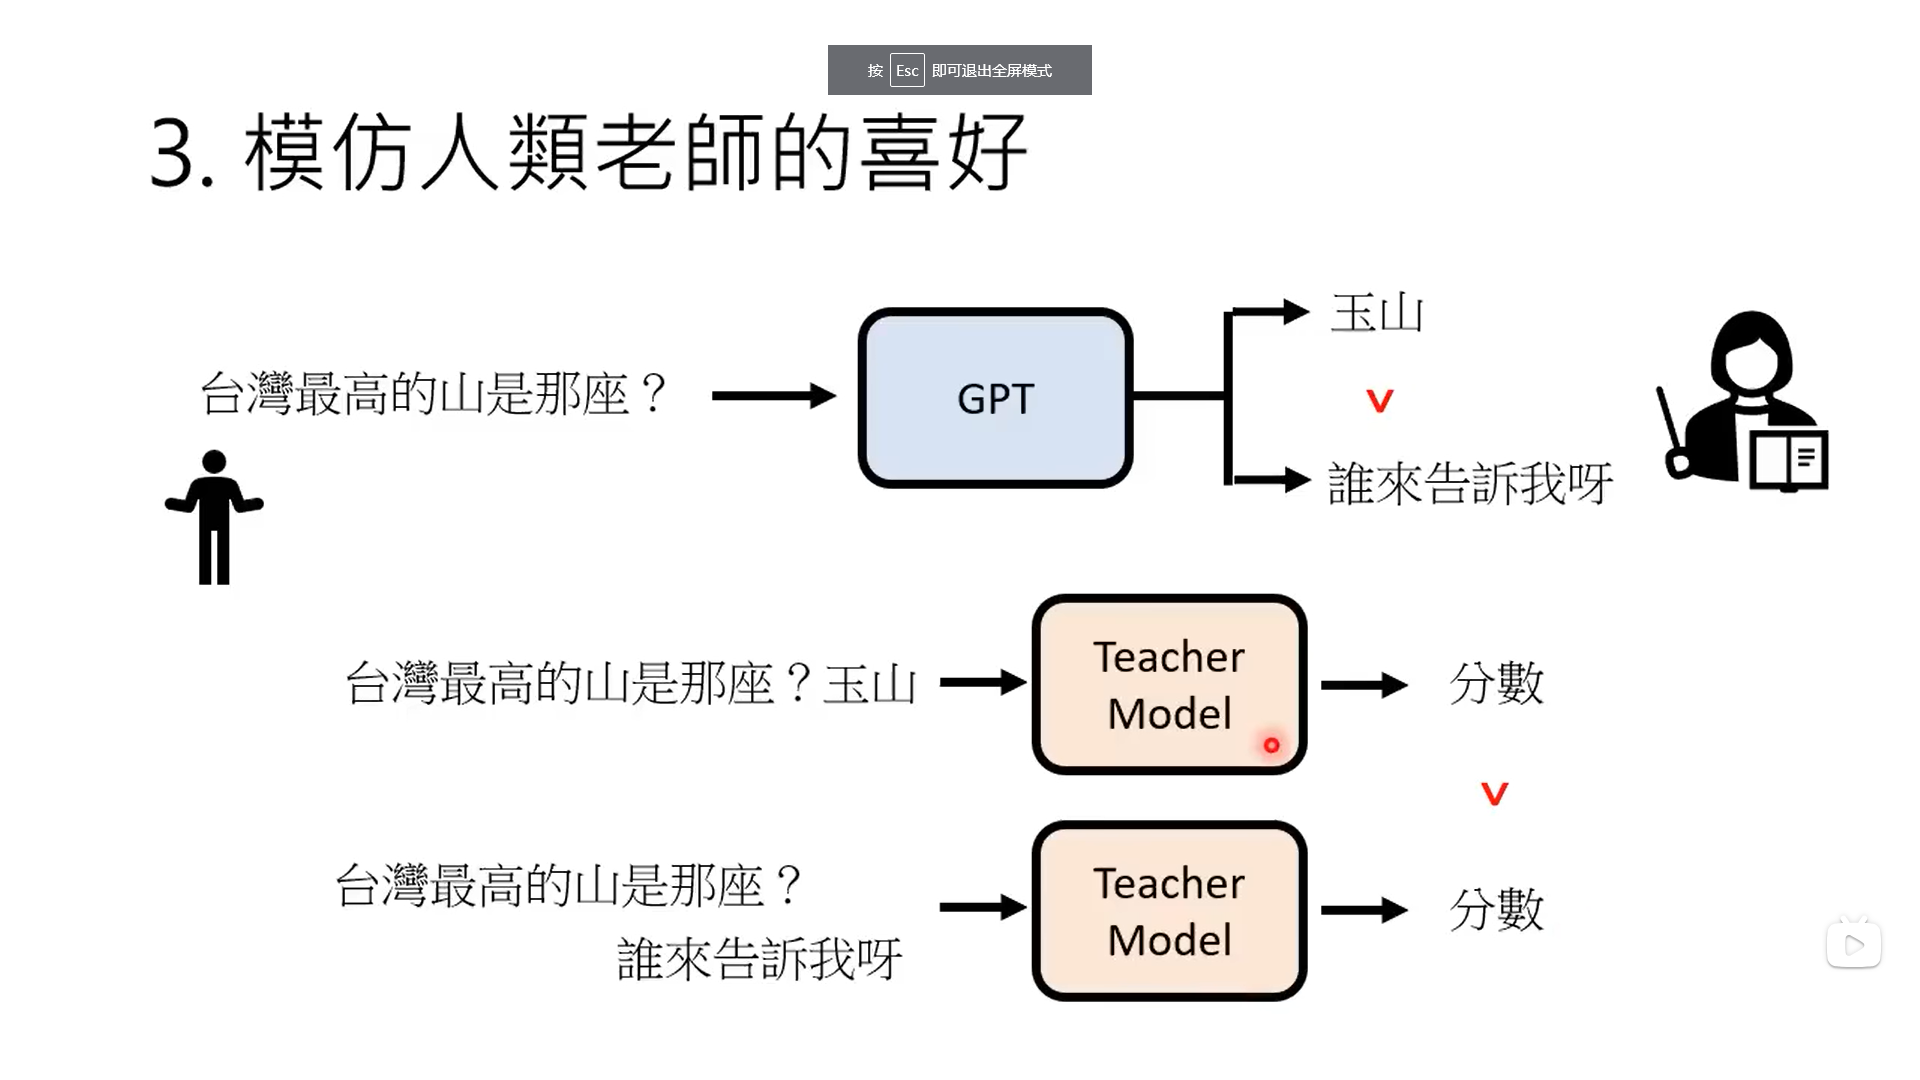 按 Esc 即可退出全屏模式
3. 模仿人類老師的喜好
台灣最高的山是那座？
GPT
玉山
v
誰來告訴我呀
台灣最高的山是那座？玉山
Teacher
Model
分數
v
台灣最高的山是那座？
誰來告訴我呀
Teacher
Model
分數